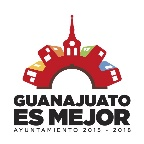 GUANAJUATO
ES MEJOR
AYUNTAMIENTO 2015 - 2018